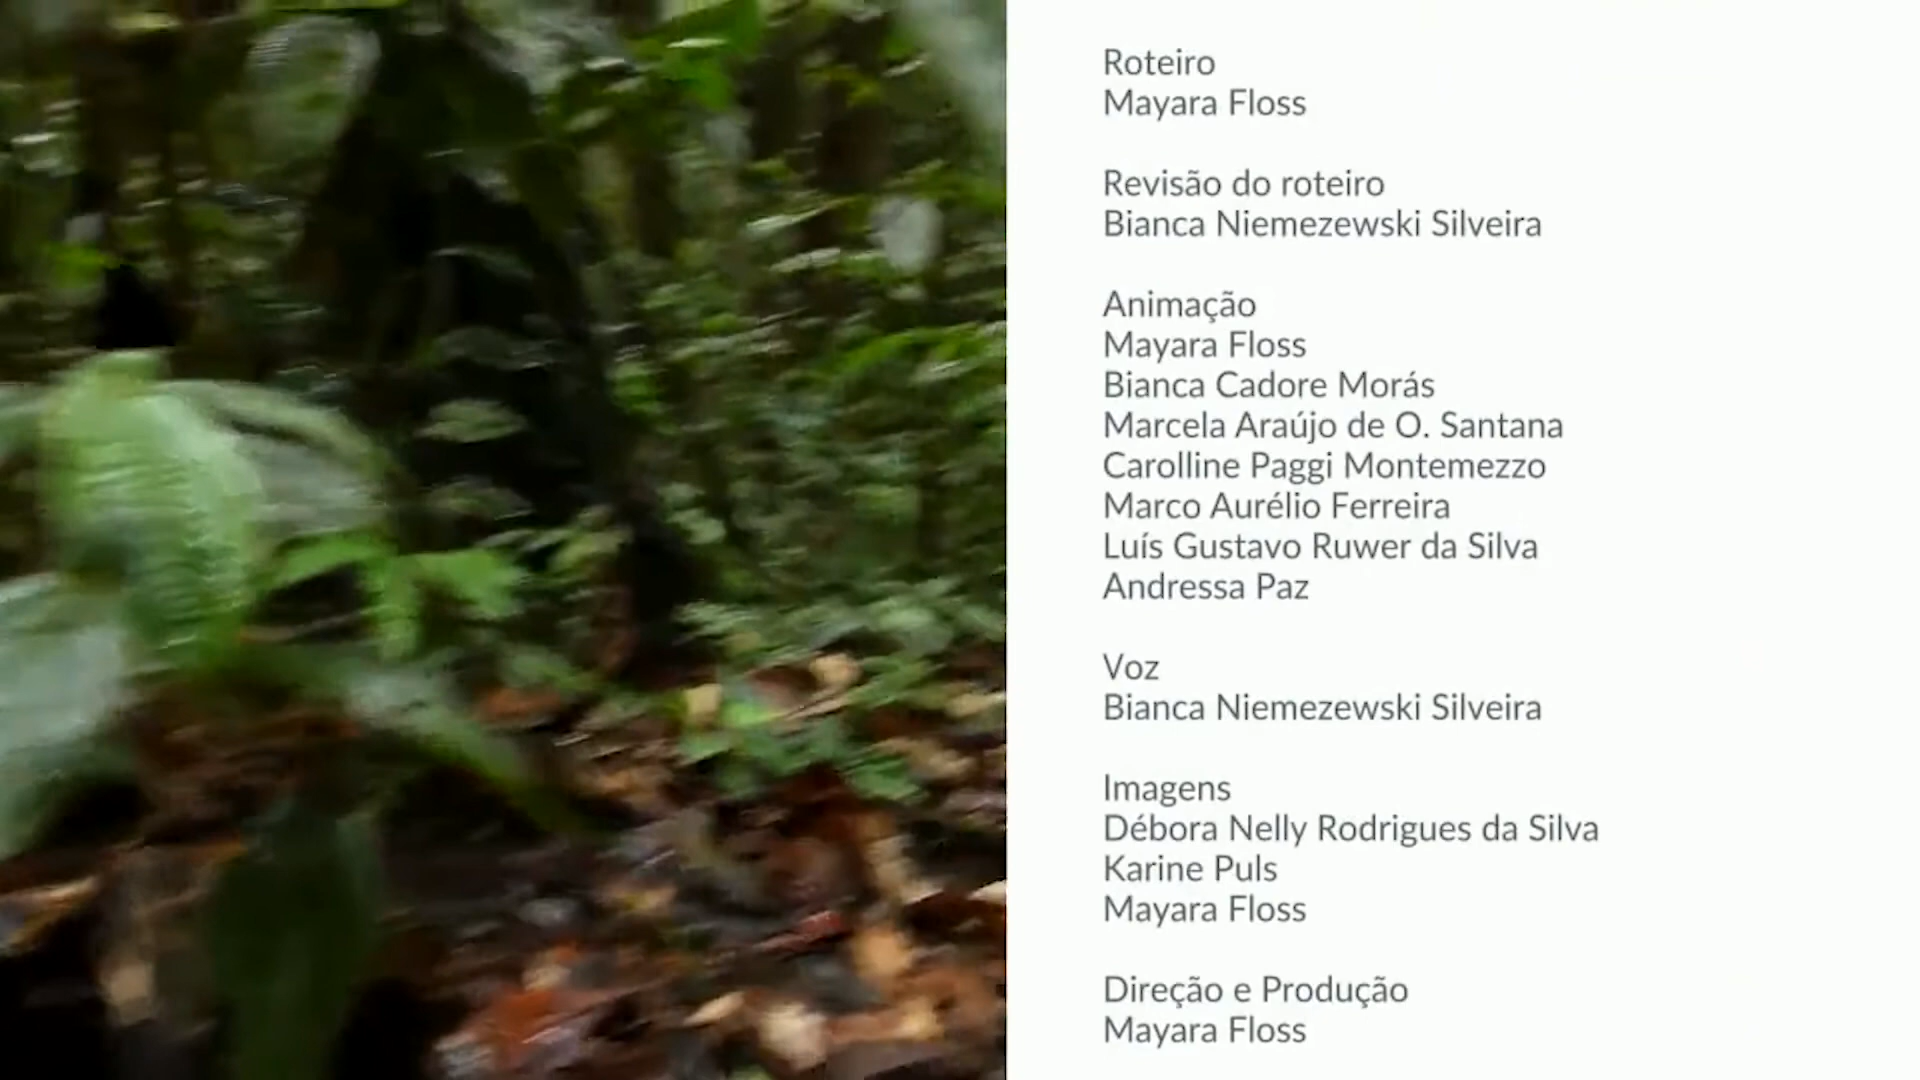 Roteiro
Mayara Floss
Revisão do roteiro
Bianca Niemezewski Silveira
Animação
Mayara Floss
Bianca Cadore Morás
Marcela Araújo de O. Santana
Carolline Paggi Montemezzo
Marco Aurélio Ferreira
Luís Gustavo Ruwer da Silva
Andressa Paz
Voz
Bianca Niemezewski Silveira
Imagens
Débora Nelly Rodrigues da Silva
Karine Puls
Mayara Floss
Direção e Produção
Mayara Floss